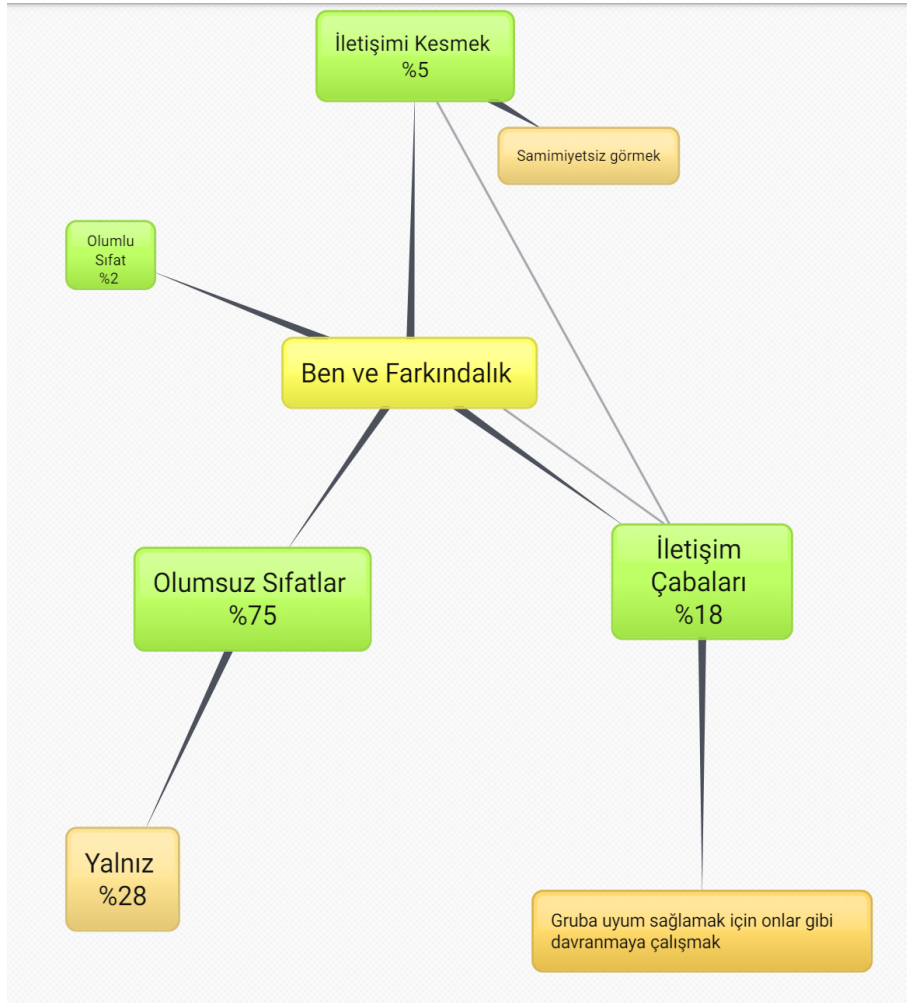 İletişimi Kesmek
%5
Samimiyetsiz görmek
Olumlu
Sıfat
%2
Ben ve Farkındalık
Olumsuz Sıfatlar
%75
İletişim
Çabaları
%18
Yalnız
%28
Gruba uyum sağlamak için onlar gibi
davranmaya çalışmak